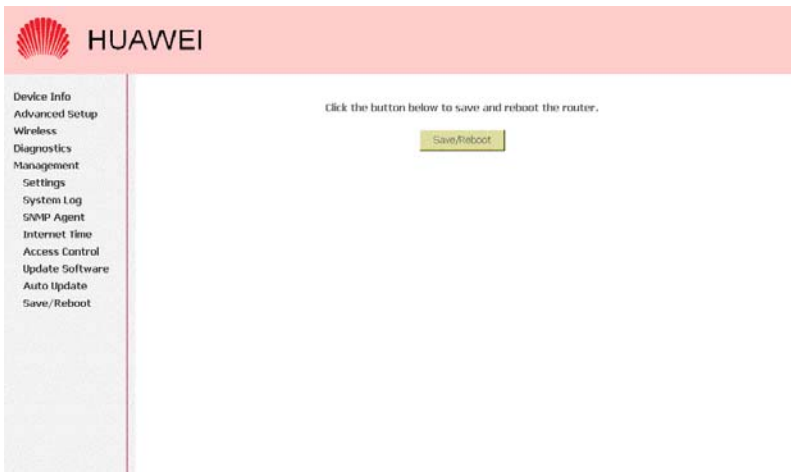 HUAWEI
Device Info
Advanced Setup
Wireless
Diagnostics
Management
Settings
System Log
SNMP Agent
Internet Time
Access Control
Update Software
Auto Update
Save/Reboot
Click the button below to save and reboot the router.
Save/Reboot